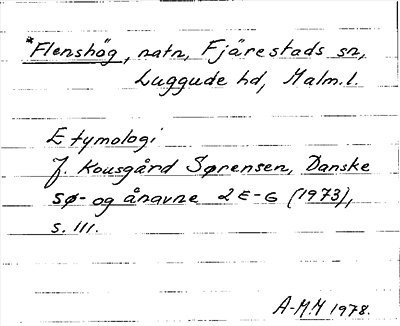 *Flenshög, natn, Fjärestads sn,
Luggude hd, Malm.l.
Etymologi
J. Kousgård Sørensen, Danske
sø- og ånavne 2 E-G (1973),
s. 111.
A-M.M 1978.